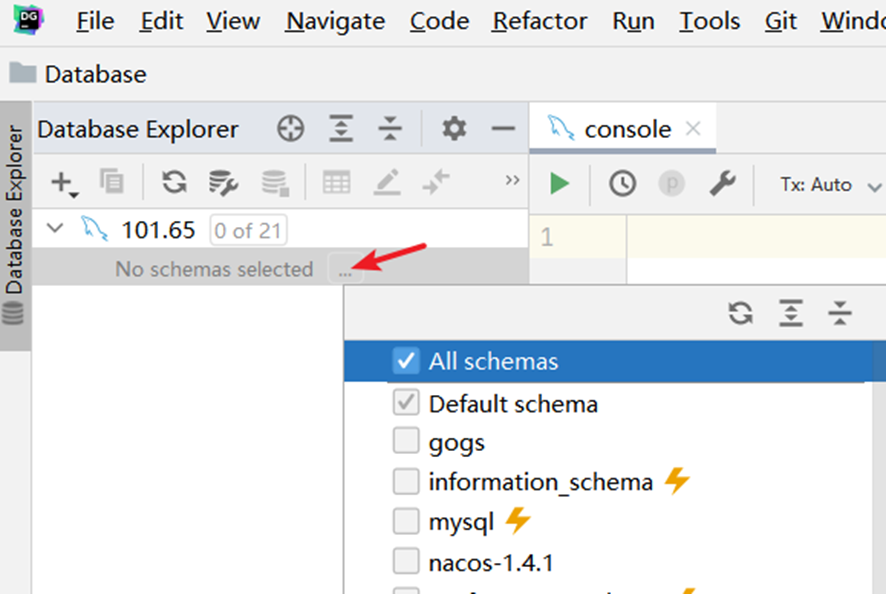 DG File Edit View Navigate Code Refactor Run Tools Git
Database
Database Explorer
Database Explorer
console
p
Tx: Auto
101.65 0 of 21
1
No schemas selected ...
All schemas
Default schema
gogs
information_schema
mysql
nacos-1.4.1